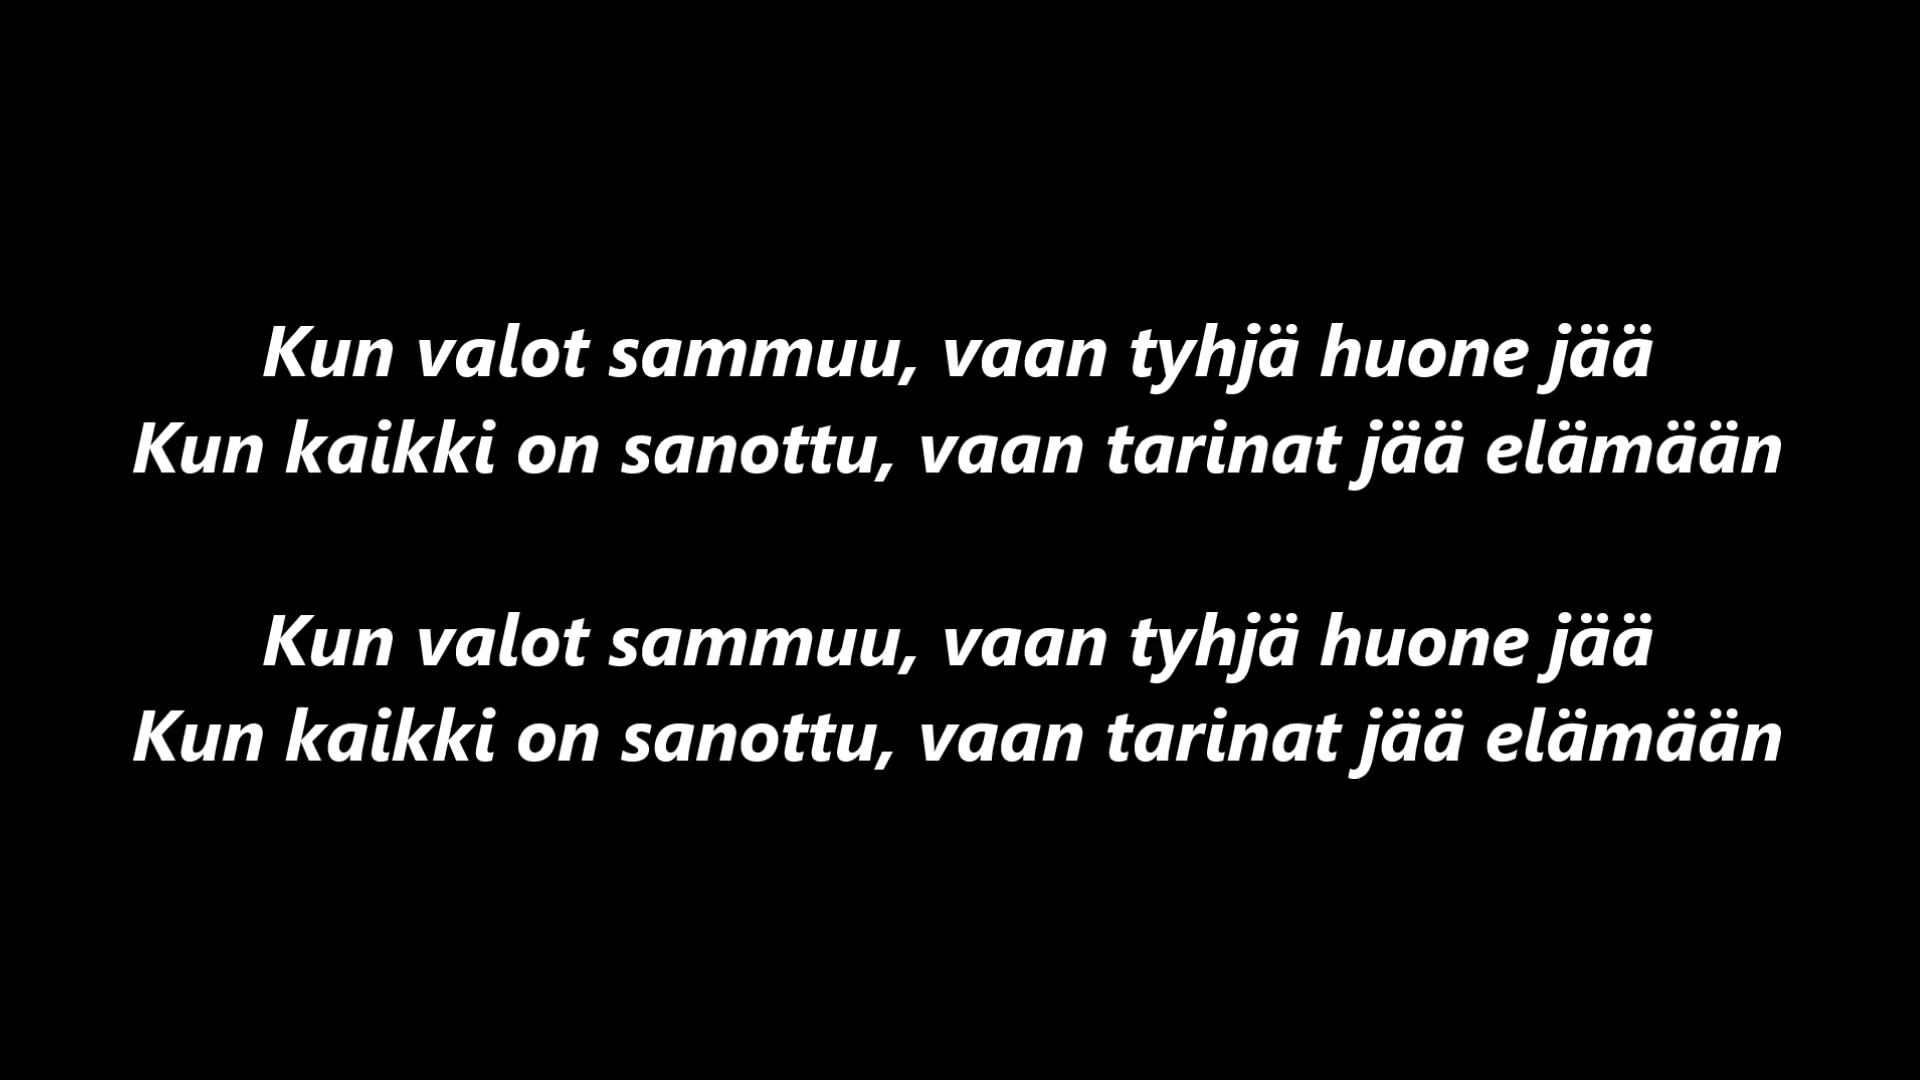 Kun valot sammuu, vaan tyhjä huone jää
Kun kaikki on sanottu, vaan tarinat jää elämään
Kun valot sammuu, vaan tyhjä huone jää
Kun kaikki on sanottu, vaan tarinat jää elämään